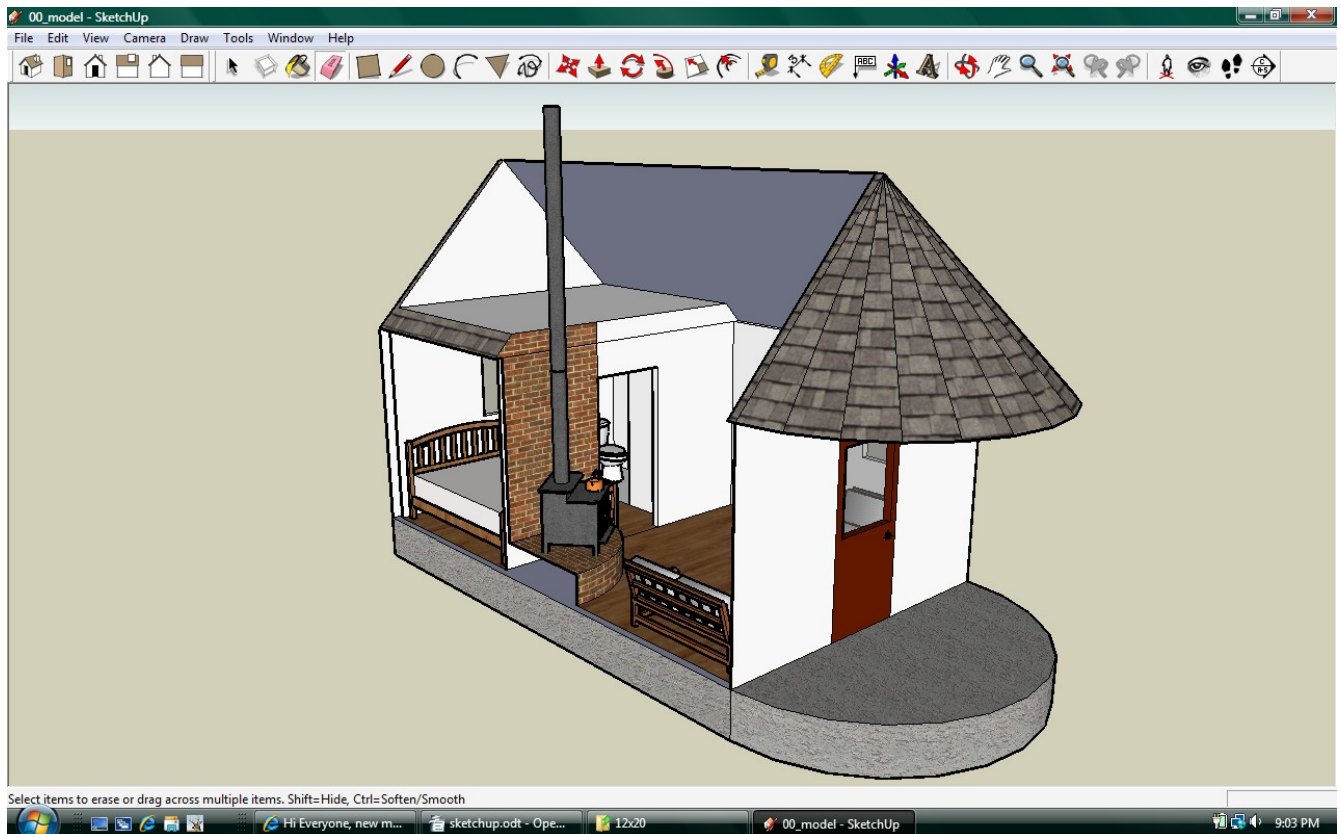 00_model - SketchUp
File Edit View Camera Draw Tools Window Help
ABC
Select items to erase or drag across multiple items. Shift=Hide, Ctrl=Soften/Smooth
Hi Everyone, new m... sketchup.odt - Ope... 12x20 00_model - SketchUp 9:03 PM